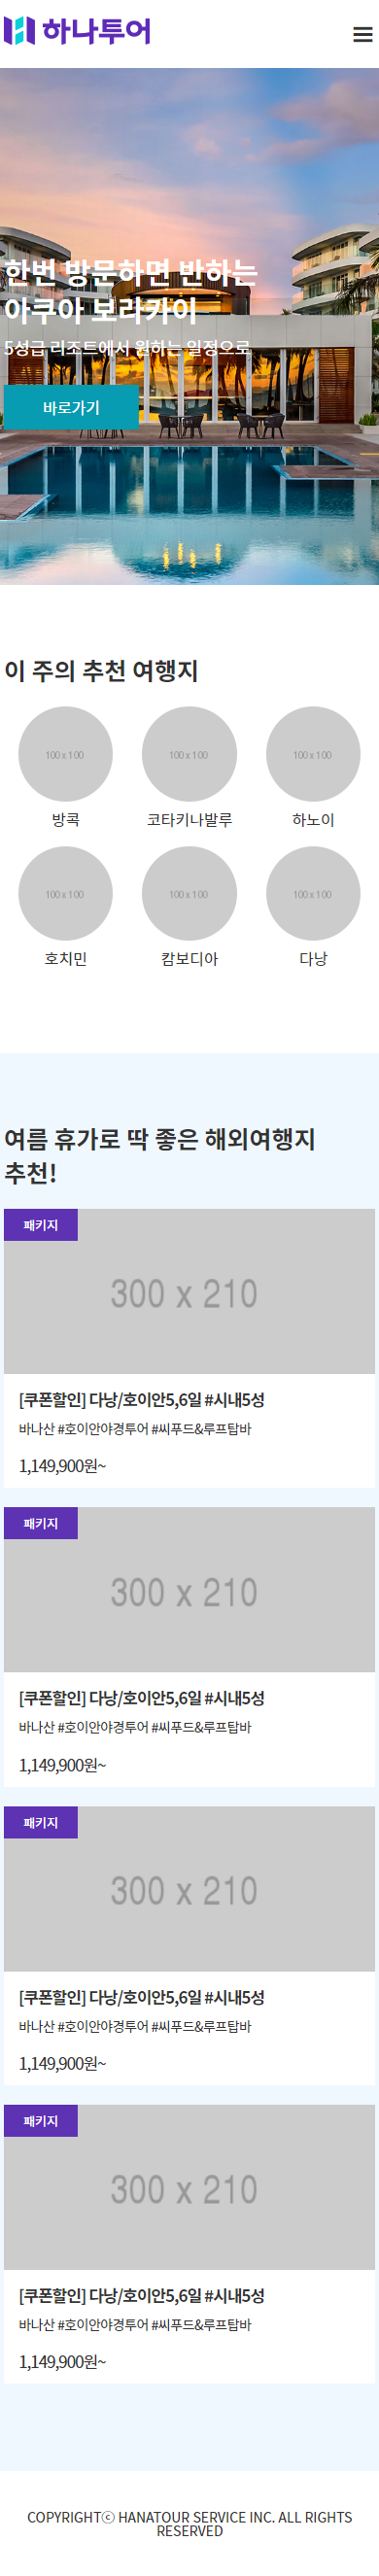 하나투어
한번 방문하면 반하는
아쿠아 보라카이
5성급 리조트에서 원하는 일정으로
바로가기
이 주의 추천 여행지
100 x 100
100 x 100
100 x 100
방콕
코타키나발루
하노이
100 x 100
100 x 100
100 x 100
호치민
캄보디아
다낭
여름 휴가로 딱 좋은 해외여행지
추천!
패키지
300 x 210
[쿠폰할인] 다낭/호이안5,6일 #시내5성
바나산 #호이안야경투어 #씨푸드&루프탑바
1,149,900원~
패키지
300 x 210
[쿠폰할인] 다낭/호이안5,6일 #시내5성
바나산 #호이안야경투어 #씨푸드&루프탑바
1,149,900원~
패키지
300 x 210
[쿠폰할인] 다낭/호이안5,6일 #시내5성
바나산 #호이안야경투어 #씨푸드&루프탑바
1,149,900원~
패키지
300 x 210
[쿠폰할인] 다낭/호이안5,6일 #시내5성
바나산 #호이안야경투어 #씨푸드&루프탑바
1,149,900원~
COPYRIGHTⓒ HANATOUR SERVICE INC. ALL RIGHTS
RESERVED